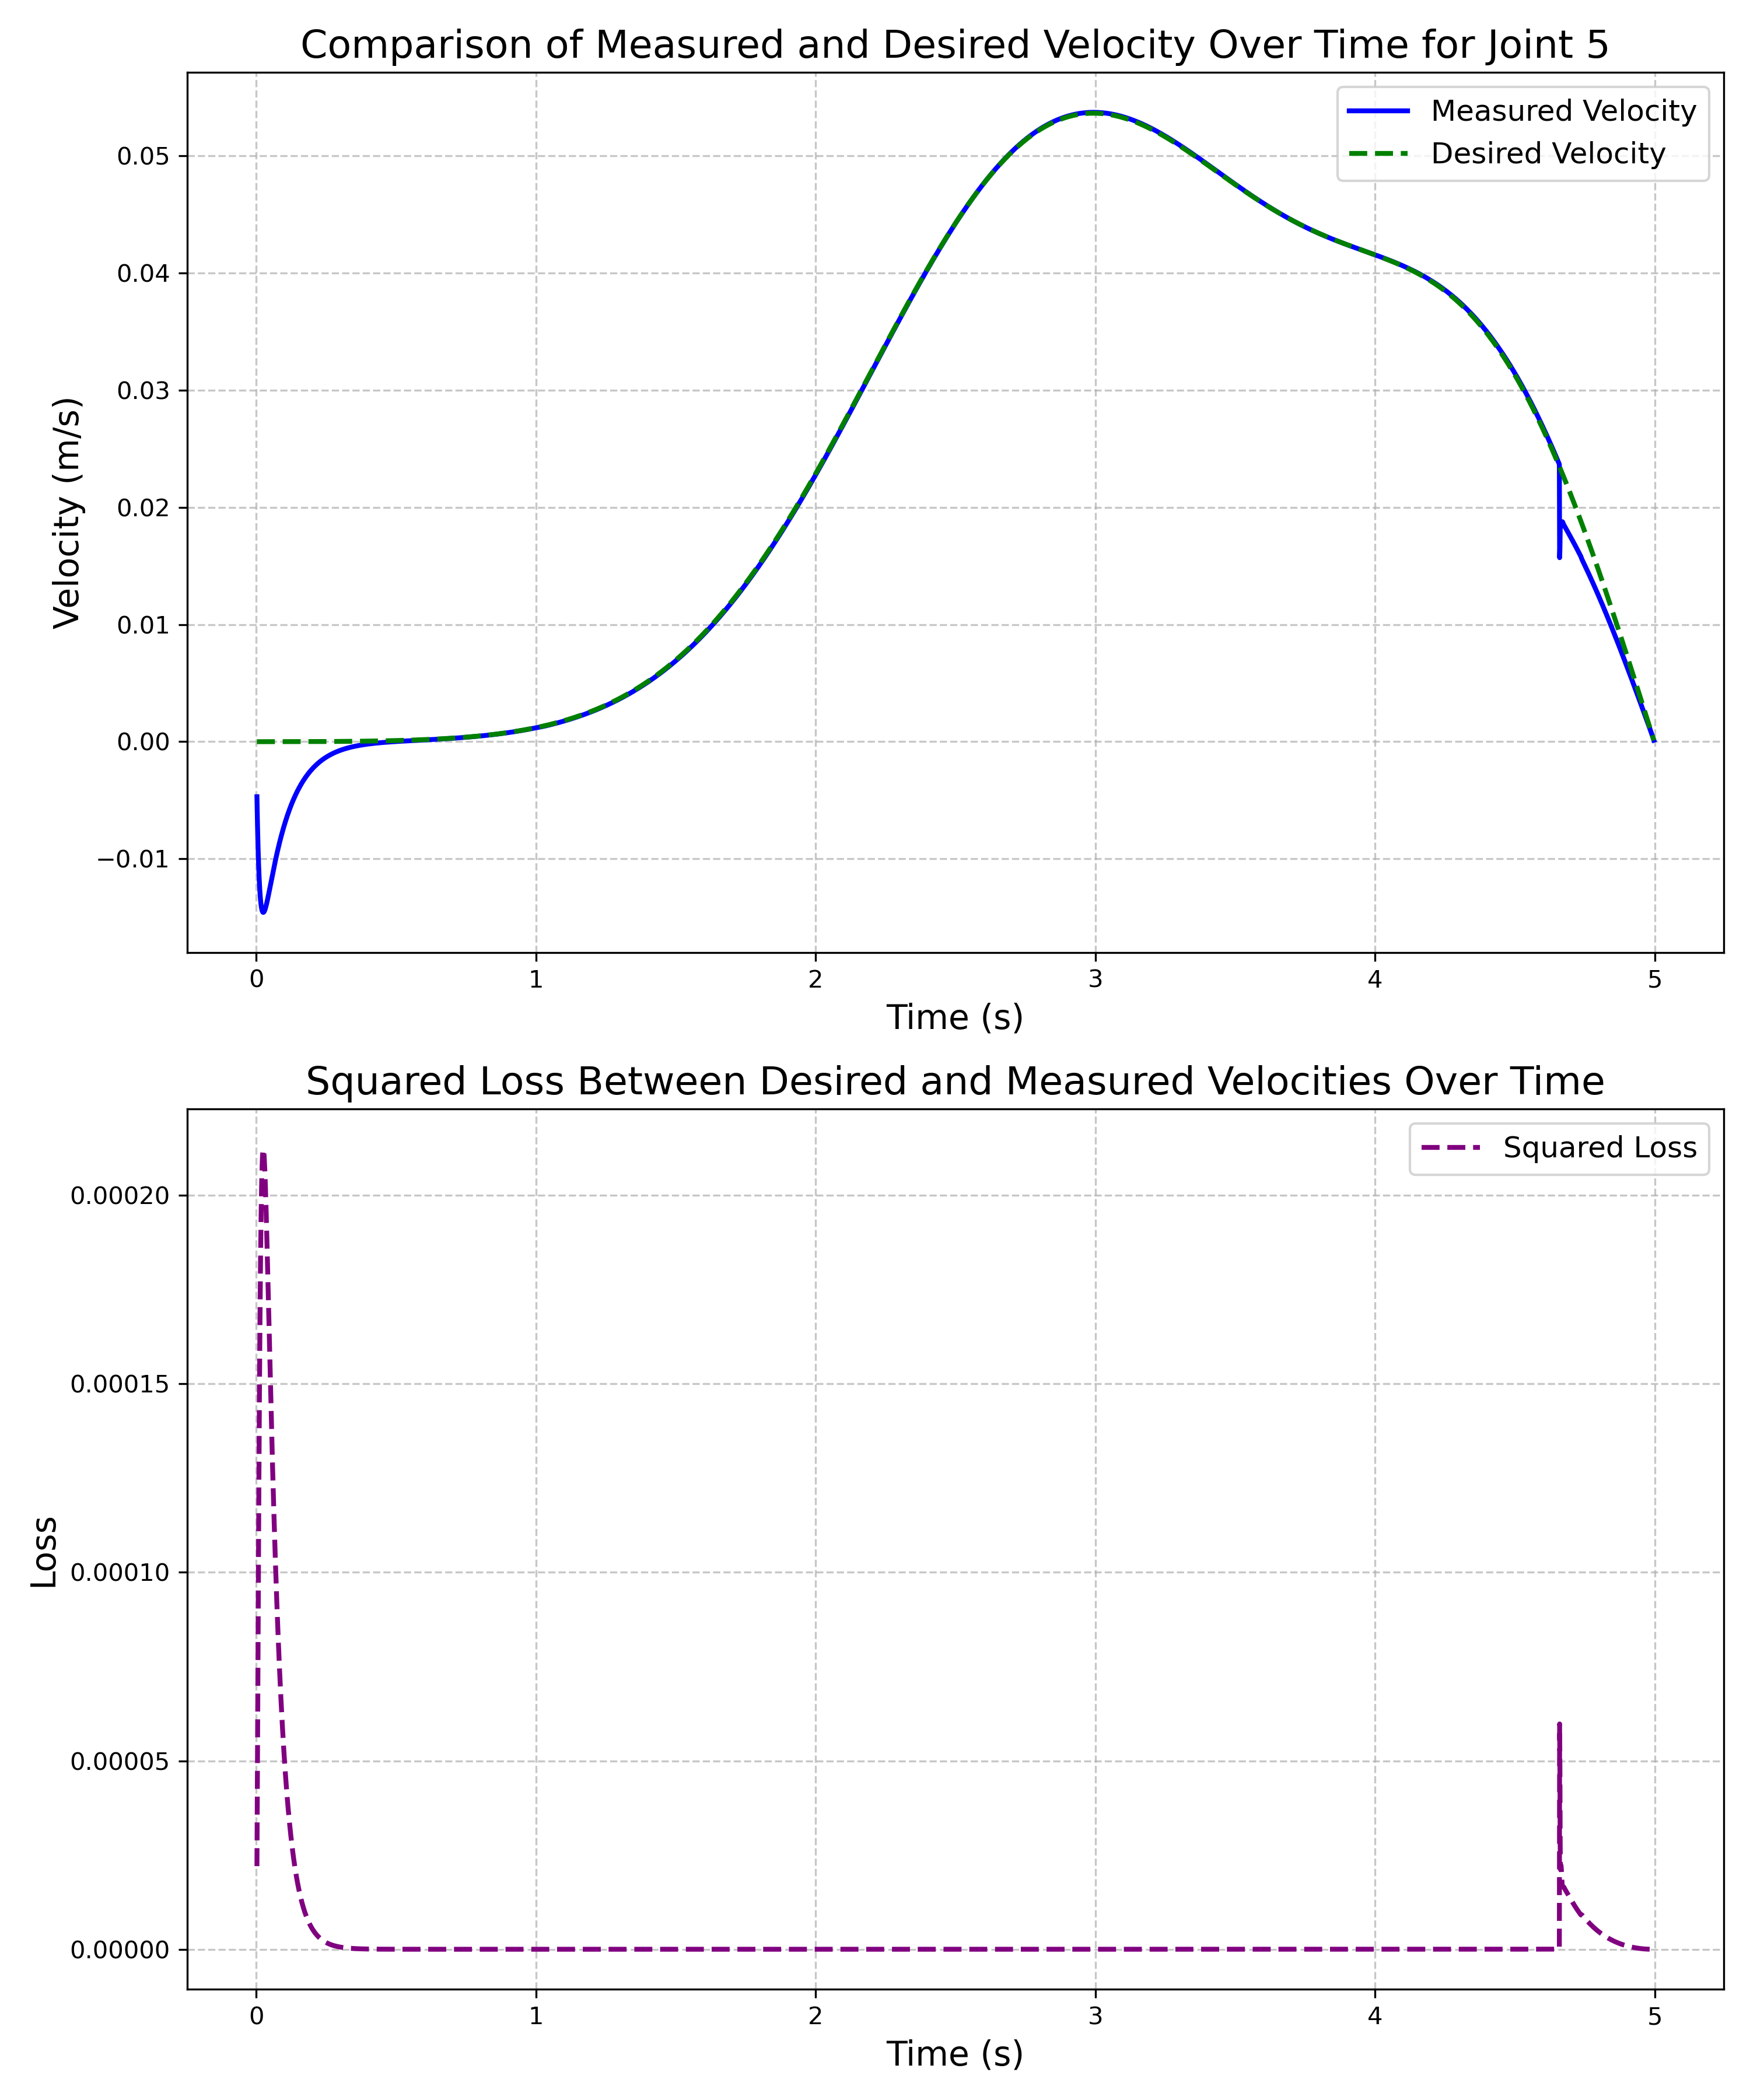 Comparison of Measured and Desired Velocity Over Time for Joint 5
Measured Velocity
Desired Velocity
Velocity (m/s)
0.05
0.04
0.03
0.02
0.01
0.00
−0.01
0 1 2 3 4 5
Time (s)
Squared Loss Between Desired and Measured Velocities Over Time
Squared Loss
Loss
0.00020
0.00015
0.00010
0.00005
0.00000
0 1 2 3 4 5
Time (s)